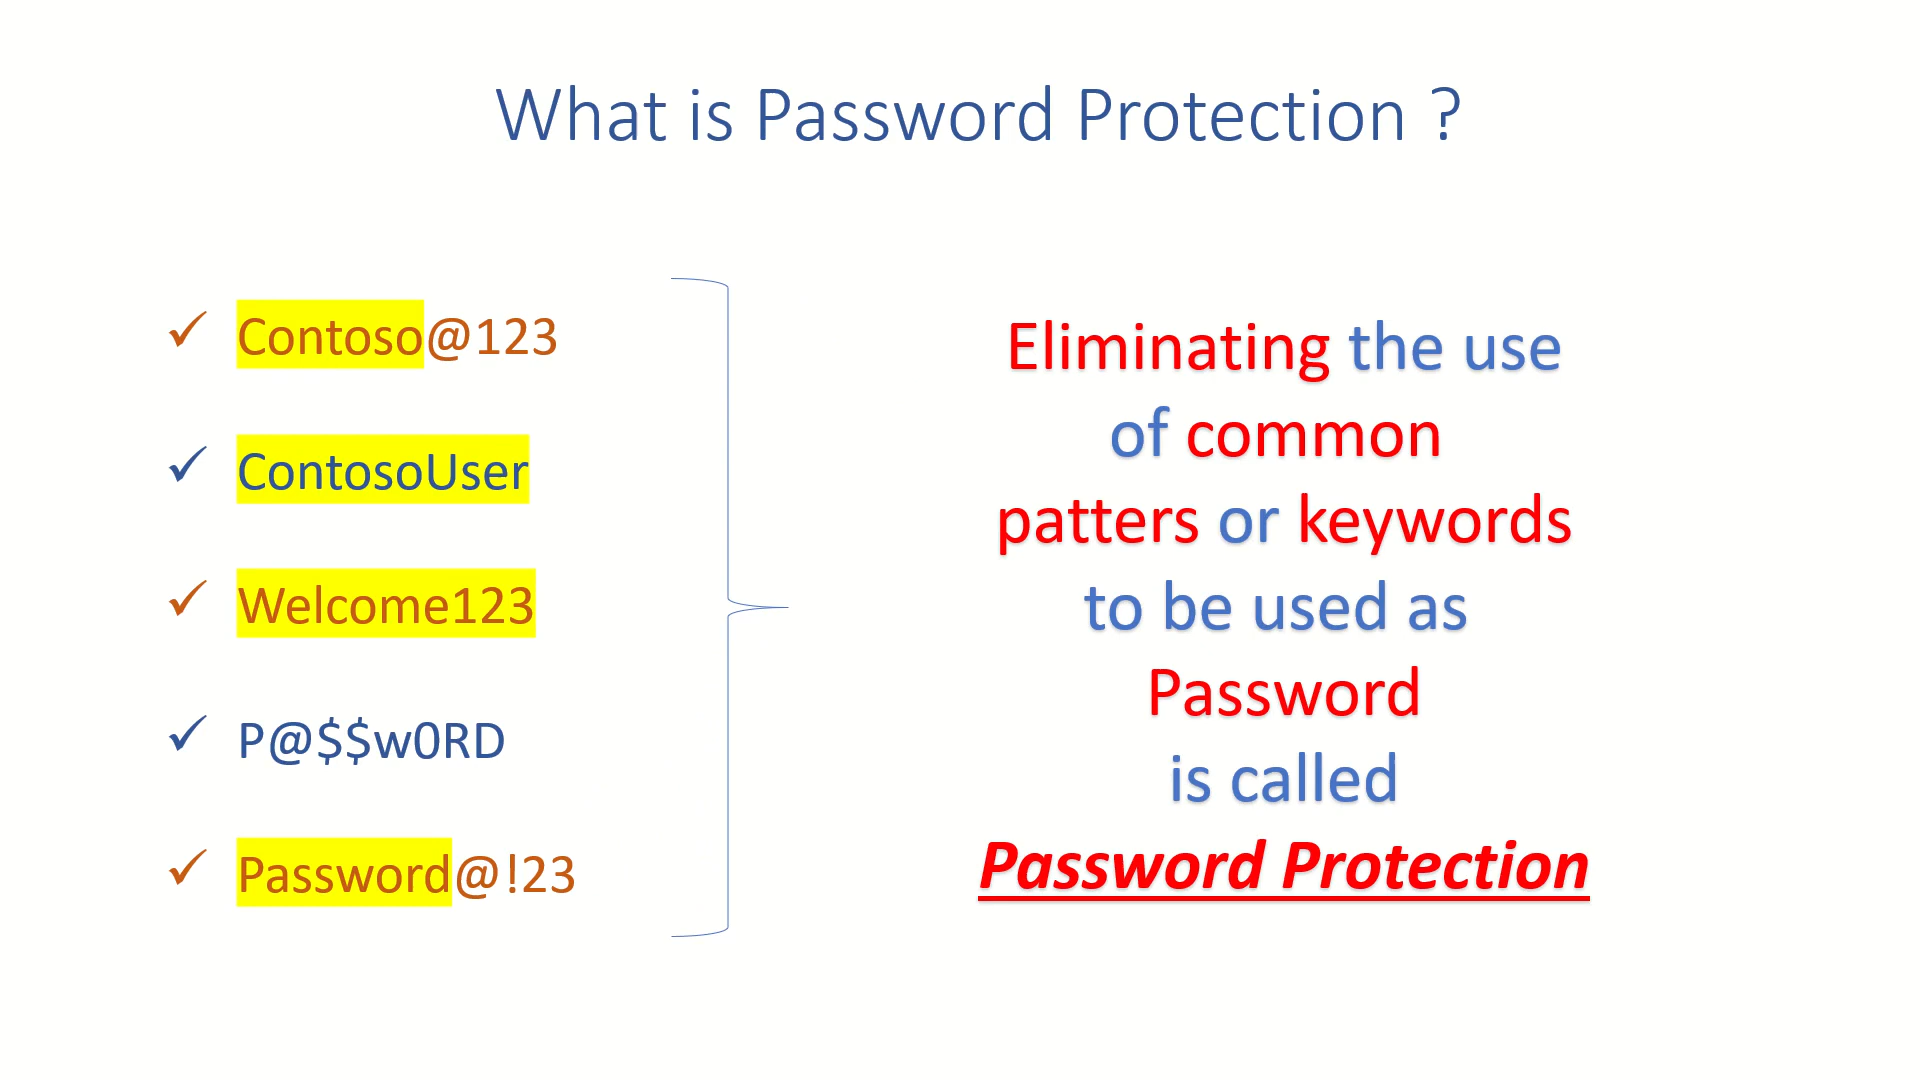 What is Password Protection ?
Contoso@123
ContosoUser
Welcome123
P@$$w0RD
Password@!23
Eliminating the use
of common
patters or keywords
to be used as
Password
is called
Password Protection